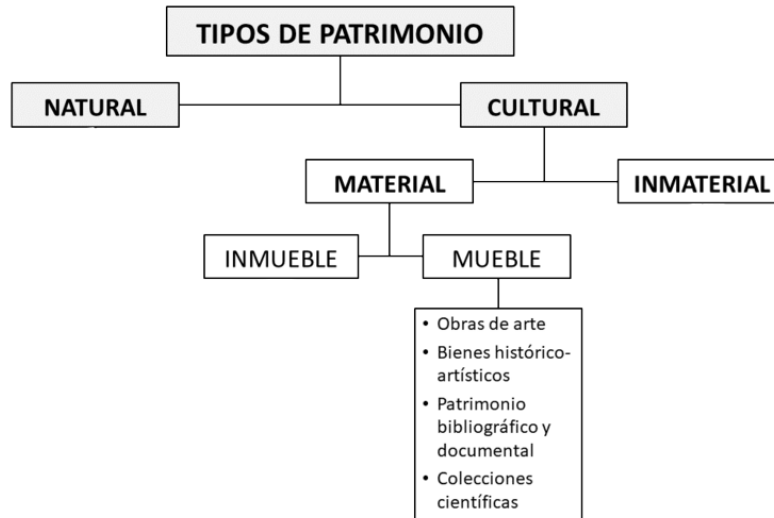 TIPOS DE PATRIMONIO
NATURAL
CULTURAL
MATERIAL
INMATERIAL
INMUEBLE
MUEBLE
• Obras de arte
• Bienes histórico-
artísticos
• Patrimonio
bibliográfico y
documental
• Colecciones
científicas